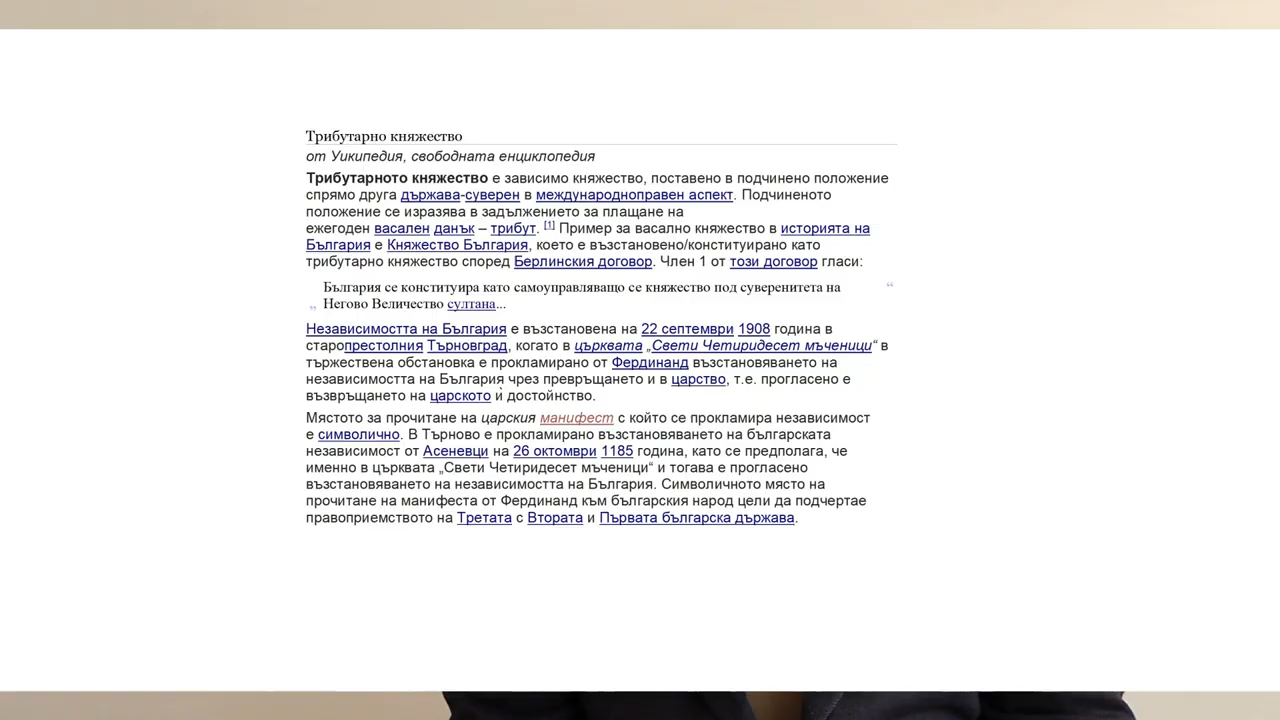 Трибутарно княжество
от Уикипедия, свободната енциклопедия
Трибутарното княжество е зависимо княжество, поставено в подчинено положение
спрямо друга държава-суверен в международноправен аспект. Подчиненото
положение се изразява в задължението за плащане на
ежегоден васален данък – трибут. [1] Пример за васално княжество в историята на
България е Княжество България, което е възстановено/конституирано като
трибутарно княжество според Берлинския договор. Член 1 от този договор гласи:
България се конституира като самоуправляващо се княжество под суверенитета на “
„ Негово Величество султана...
Независимостта на България е възстановена на 22 септември 1908 година в
старопрестолния Търновград, когато в църквата „Свети Четиридесет мъченици“ в
тържествена обстановка е прокламирано от Фердинанд възстановяването на
независимостта на България чрез превръщането и в царство, т.е. прогласено е
възвръщането на царското ѝ достойнство.
Мястото за прочитане на царския манифест с който се прокламира независимост
е символично. В Търново е прокламирано възстановяването на българската
независимост от Асеневци на 26 октомври 1185 година, като се предполага, че
именно в църквата „Свети Четиридесет мъченици“ и тогава е прогласено
възстановяването на независимостта на България. Символичното място на
прочитане на манифеста от Фердинанд към българския народ цели да подчертае
правоприемството на Третата с Втората и Първата българска държава.